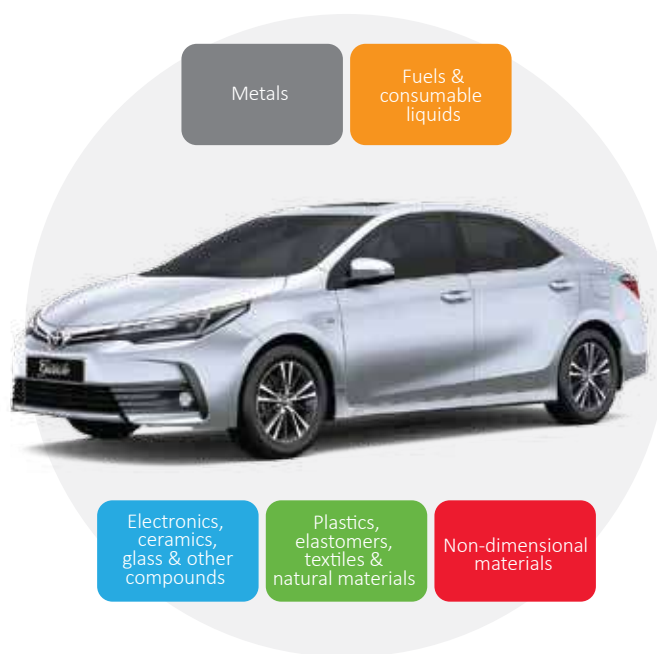 Metals
Fuels &
consumable
liquids
Electronics,
ceramics,
glass & other
compounds
Plastics,
elastomers,
textiles &
natural materials
Non-dimensional
materials